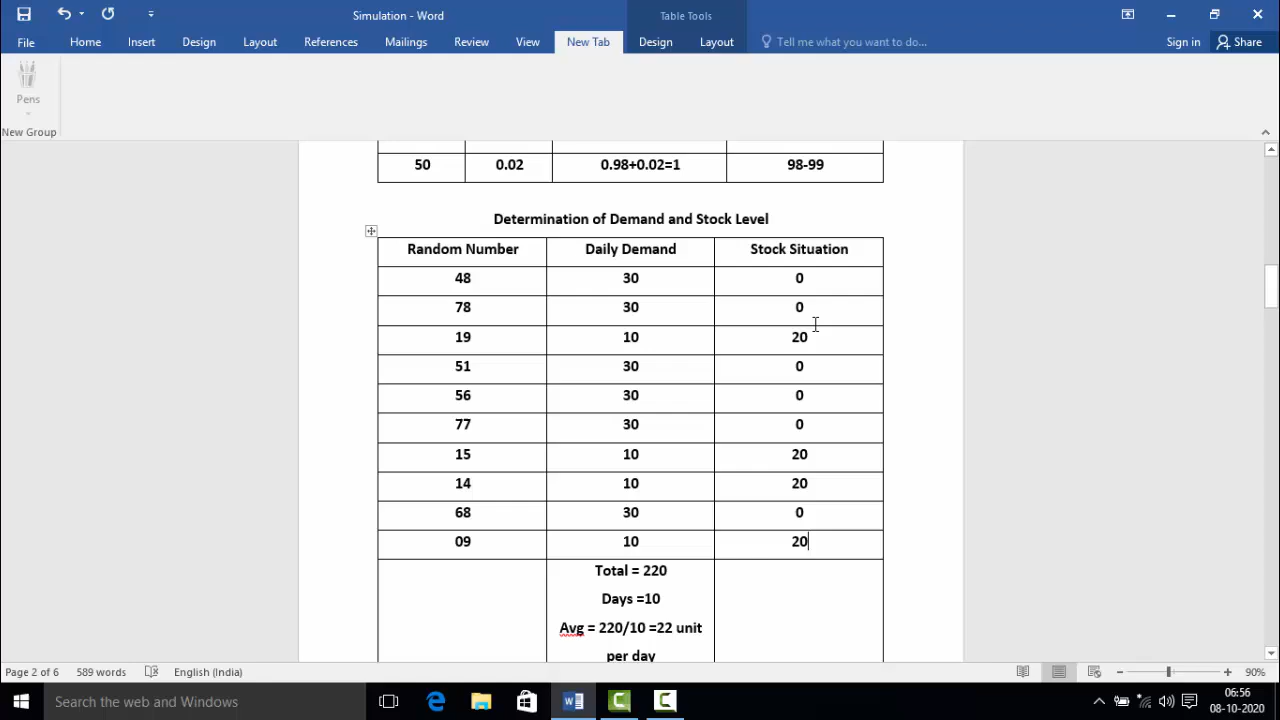 Simulation - Word
Table Tools
File Home Insert Design Layout References Mailings Review View New Tab Design Layout Tell me what you want to do... Sign in Share
Pens
New Group
50 0.02 0.98+0.02=1 98-99
Determination of Demand and Stock Level
Random Number Daily Demand Stock Situation
48 30 0
78 30 0
19 10 20
51 30 0
56 30 0
77 30 0
15 10 20
14 10 20
68 30 0
09 10 20
Total = 220
Days =10
Avg = 220/10 =22 unit
per day
Page 2 of 6 589 words English (India) 90%
Search the web and Windows
06:56
08-10-2020